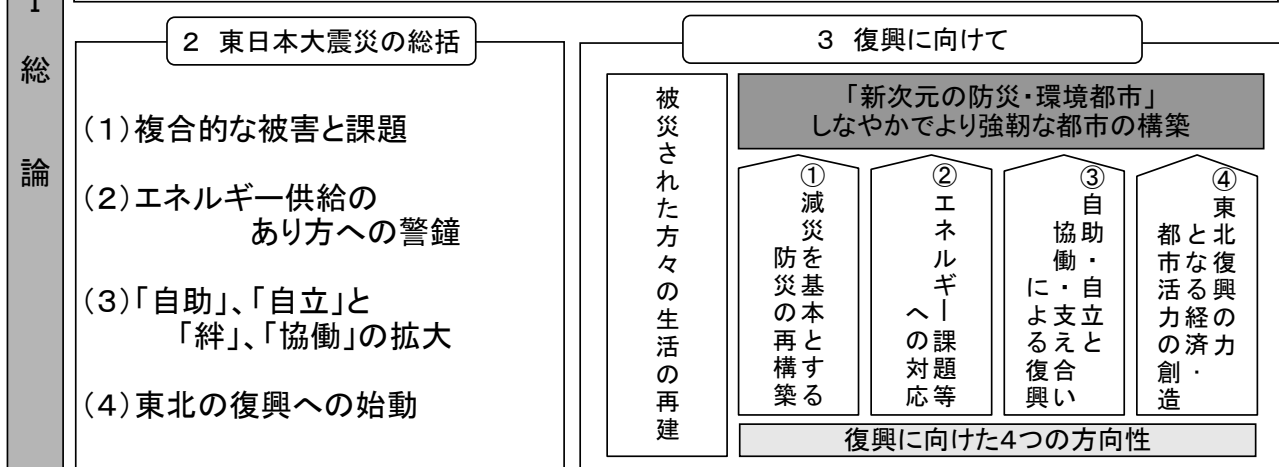 Ⅰ
総
論
2 東日本大震災の総括
(1)複合的な被害と課題
(2)エネルギー供給の
あり方への警鐘
(3)「自助」、「自立」と
「絆」、「協働」の拡大
(4)東北の復興への始動
3 復興に向けて
被災された方々の生活の再建
「新次元の防災・環境都市」
しなやかでより強靭な都市の構築
①減災を基本とする
防災の再構築
②エネルギー課題等
への対応
③自助・自立と
協働・支え合い
による復興
④東北復興の力
となる経済・
都市活力の創造
復興に向けた4つの方向性